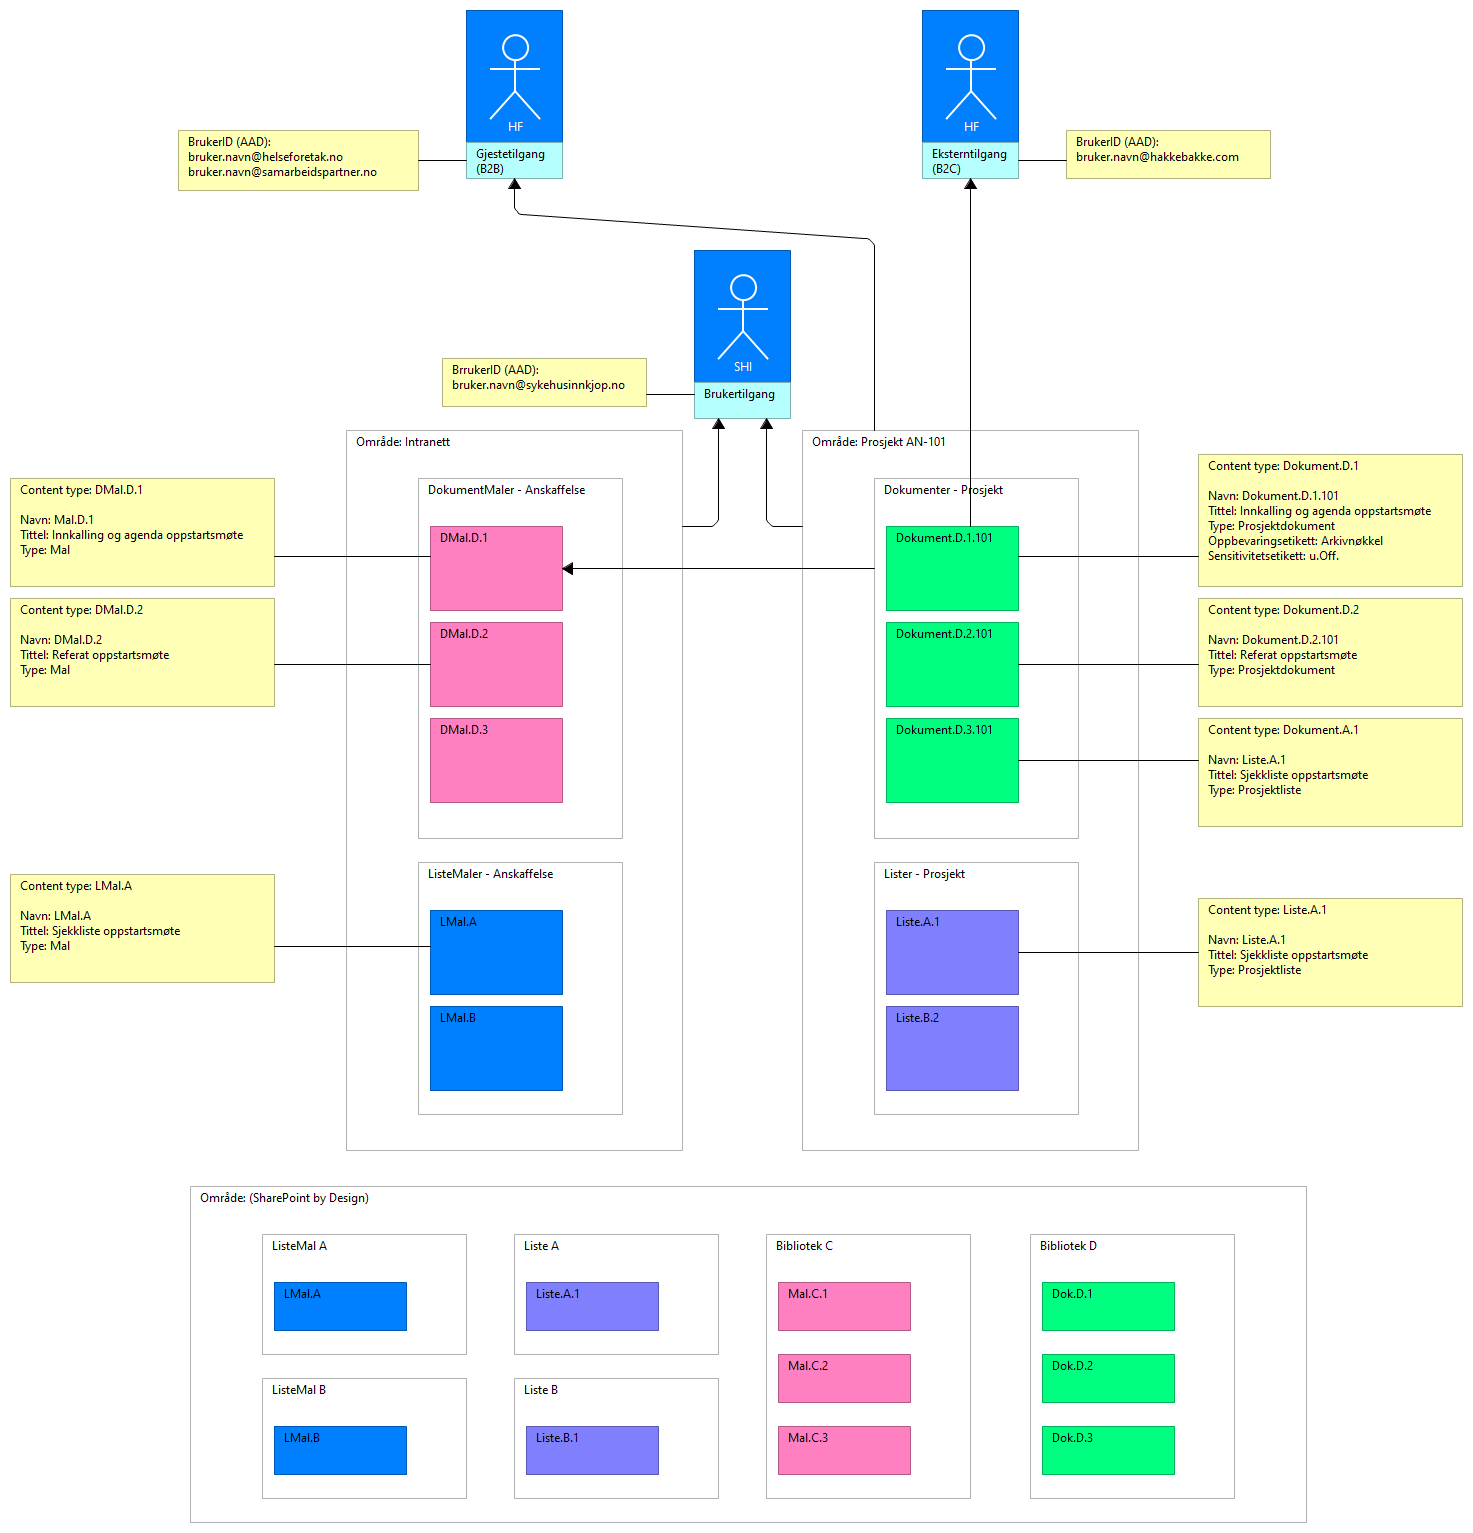 HF
Gjestetilgang
(B2B)
BrukerID (AAD):
bruker.navn@helseforetak.no
bruker.navn@samarbeidspartner.no
HF
Eksterntilgang
(B2C)
BrukerID (AAD):
bruker.navn@hakkebakke.com
SHI
Brukertilgang
BrrukerID (AAD):
bruker.navn@sykehusinnkjop.no
Område: Intranett
DokumentMaler - Anskaffelse
DMal.D.1
DMal.D.2
DMal.D.3
ListeMaler - Anskaffelse
LMal.A
LMal.B
Content type: DMal.D.1
Navn: Mal.D.1
Tittel: Innkalling og agenda oppstartsmøte
Type: Mal
Content type: DMal.D.2
Navn: DMal.D.2
Tittel: Referat oppstartsmøte
Type: Mal
Content type: LMal.A
Navn: LMal.A
Tittel: Sjekkliste oppstartsmøte
Type: Mal
Område: Prosjekt AN-101
Dokumenter - Prosjekt
Dokument.D.1.101
Dokument.D.2.101
Dokument.D.3.101
Lister - Prosjekt
Liste.A.1
Liste.B.2
Content type: Dokument.D.1
Navn: Dokument.D.1.101
Tittel: Innkalling og agenda oppstartsmøte
Type: Prosjektdokument
Oppbevaringsetikett: Arkivnøkkel
Sensitivitetsetikett: u.Off.
Content type: Dokument.D.2
Navn: Dokument.D.2.101
Tittel: Referat oppstartsmøte
Type: Prosjektdokument
Content type: Dokument.A.1
Navn: Liste.A.1
Tittel: Sjekkliste oppstartsmøte
Type: Prosjektliste
Content type: Liste.A.1
Navn: Liste.A.1
Tittel: Sjekkliste oppstartsmøte
Type: Prosjektliste
Område: (SharePoint by Design)
ListeMal A
LMal.A
ListeMal B
LMal.B
Liste A
Liste.A.1
Liste B
Liste.B.1
Bibliotek C
Mal.C.1
Mal.C.2
Mal.C.3
Bibliotek D
Dok.D.1
Dok.D.2
Dok.D.3